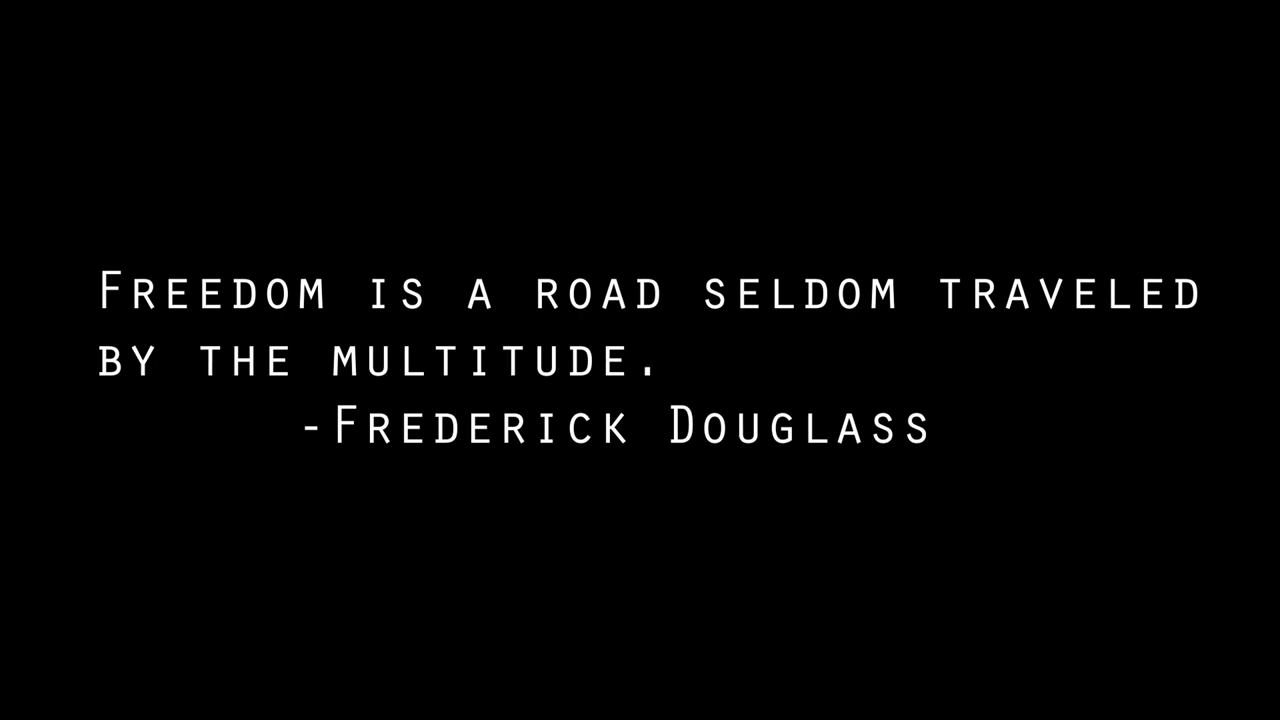 Freedom is a road seldom traveled
by the multitude.
-Frederick Douglass